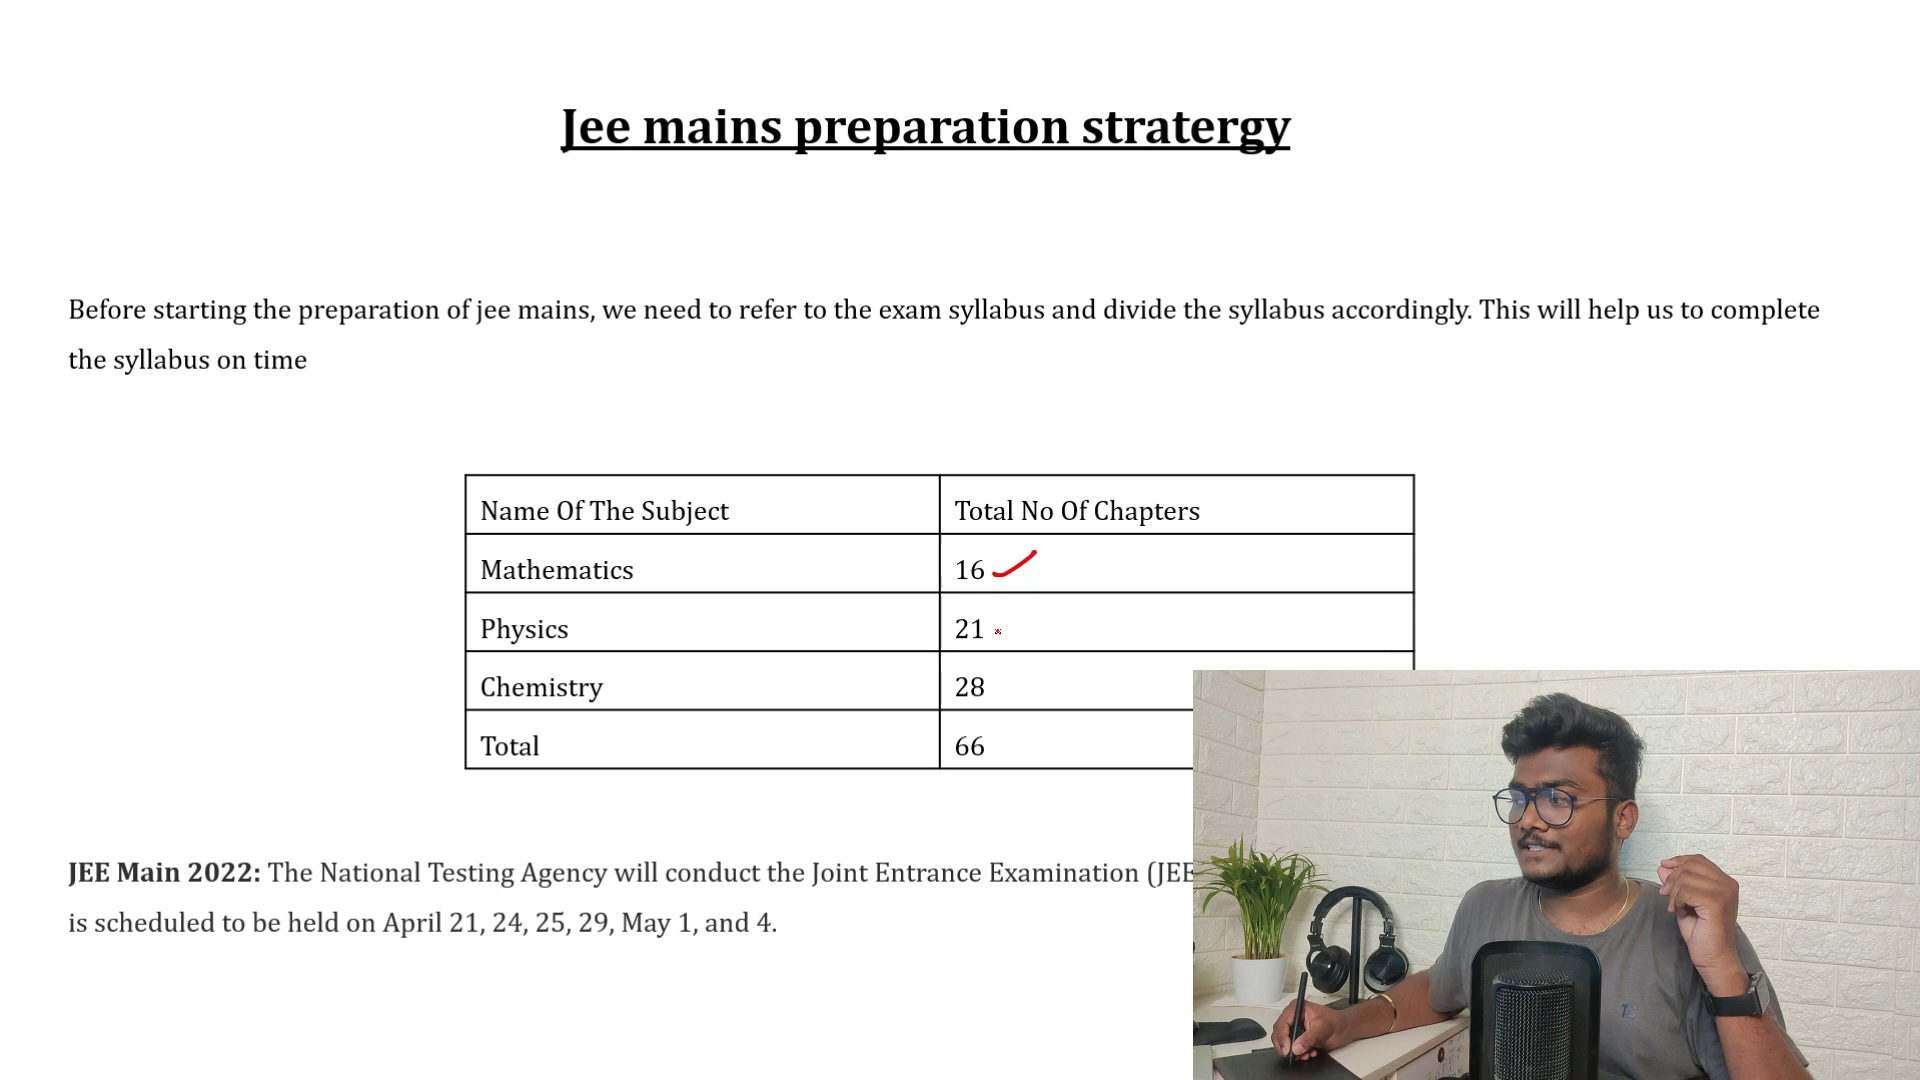 Jee mains preparation stratergy
Before starting the preparation of jee mains, we need to refer to the exam syllabus and divide the syllabus accordingly. This will help us to complete
the syllabus on time
Name Of The Subject Total No Of Chapters
Mathematics 16
Physics 21
Chemistry 28
Total 66
JEE Main 2022: The National Testing Agency will conduct the Joint Entrance Examination (JEE
is scheduled to be held on April 21, 24, 25, 29, May 1, and 4.